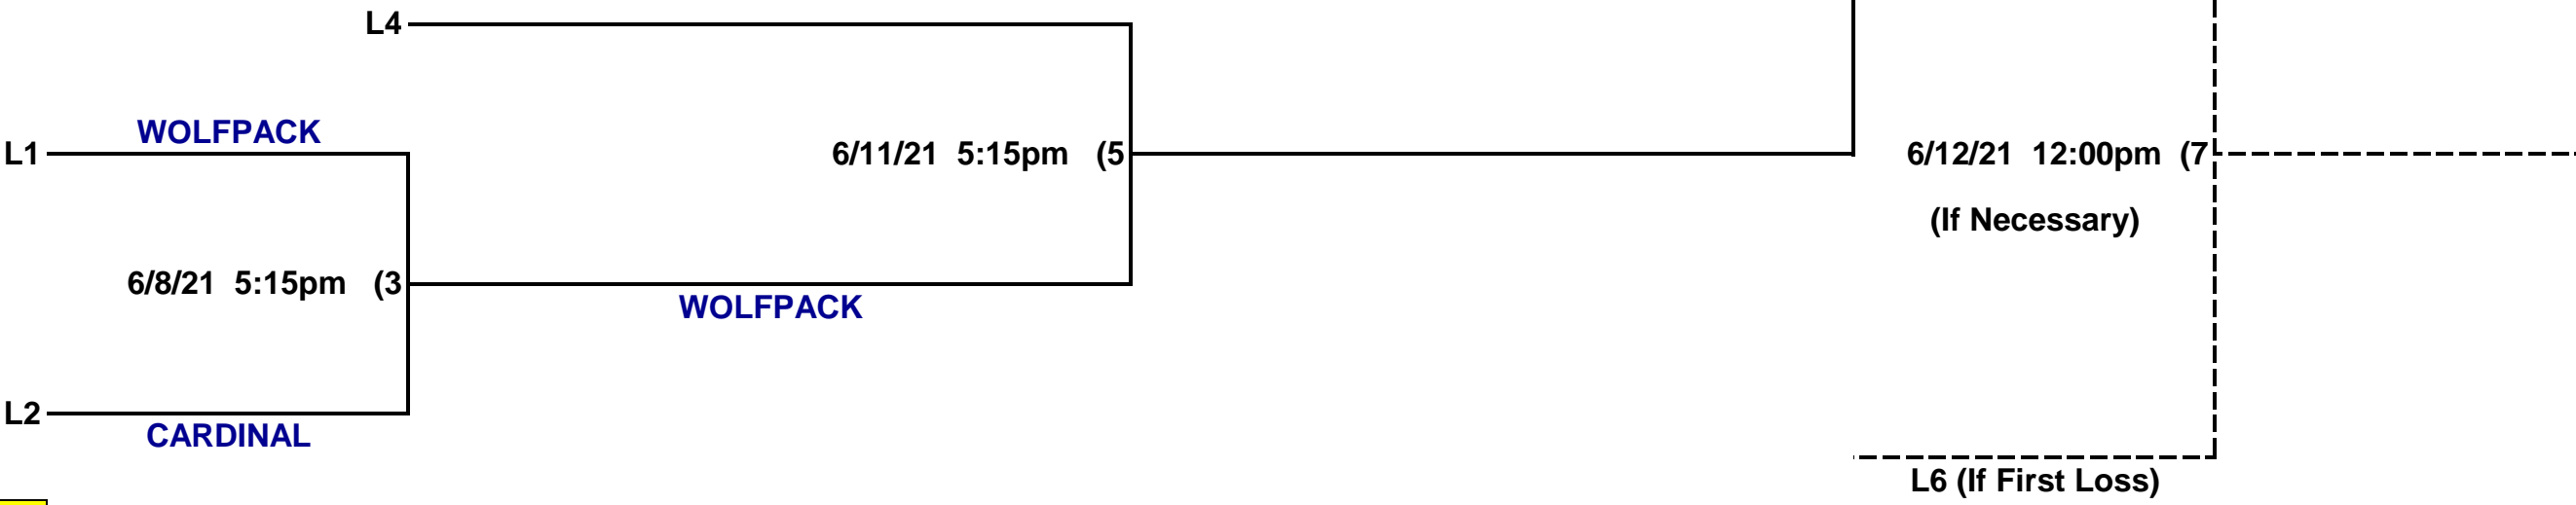 L4
WOLFPACK
L1
6/11/21 5:15pm (5
6/12/21 12:00pm (7
(If Necessary)
6/8/21 5:15pm (3
WOLFPACK
L2
CARDINAL
L6 (If First Loss)